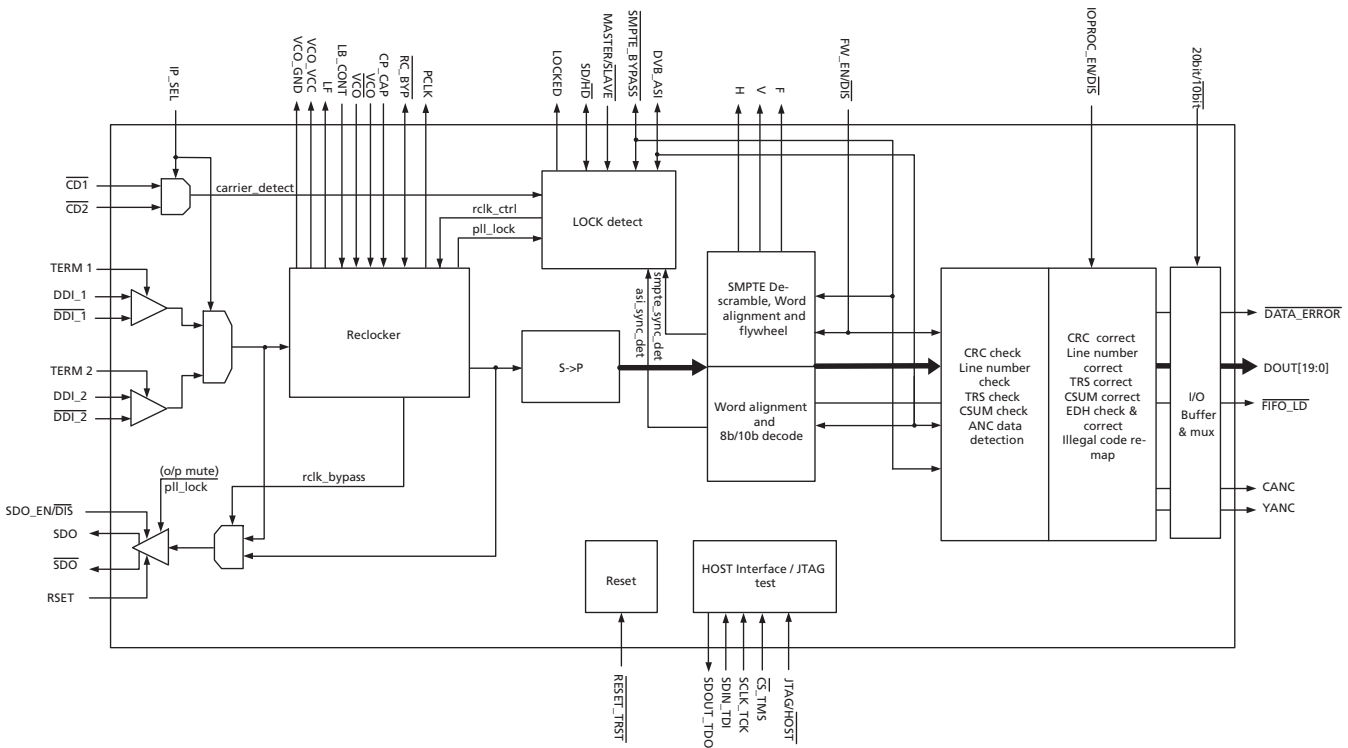 IP_SEL
VCO_GND
VCO_VCC
LF
LB_CONT
VCO
VCO
CP_CAP
RC_BYP
PCLK
LOCKED
SD/HD
MASTER/SLAVE
SMPTE_BYPASS
DVB_ASI
H
V
F
FW_EN/DIS
IOPROC_EN/DIS
20bit/10bit
CD1
CD2
carrier_detect
rclk_ctrl
pll_lock
LOCK detect
TERM 1
DDI_1
DDI_1
TERM 2
DDI_2
DDI_2
Reclocker
S->P
asi_sync_det
smpte_sync_det
SMPTE De-
scramble, Word
alignment and
flywheel
Word alignment
and
8b/10b decode
CRC check
Line number
check
TRS check
CSUM check
ANC data
detection
CRC correct
Line number
correct
TRS correct
CSUM correct
EDH check &
correct
Illegal code re-
map
I/O
Buffer
& mux
DATA_ERROR
DOUT[19:0]
FIFO_LD
CANC
YANC
rclk_bypass
(o/p mute)
pll_lock
SDO_EN/DIS
SDO
SDO
RSET
Reset
RESET_TRST
HOST Interface / JTAG
test
SDOUT_TDO
SDIN_TDI
SCLK_TCK
CS_TMS
JTAG/HOST